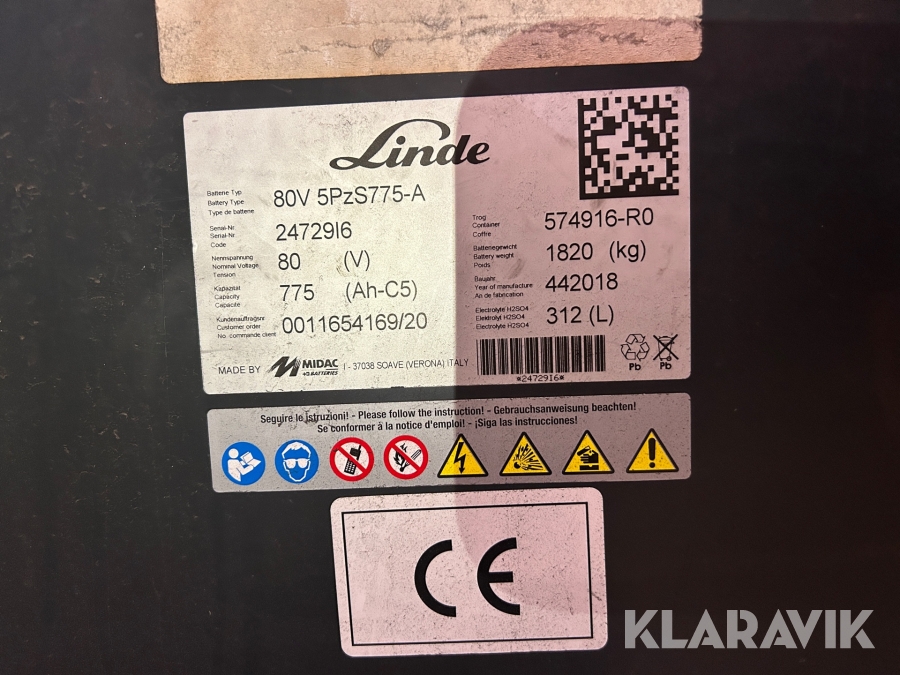 Linde
Batterie Typ
Battery Type
Type de batterie
80V 5PzS775-A
Serial-Nr.
Serial-Nr.
Code
24729I6
Nennspannung
Nominal Voltage
Tension
80 (V)
Kapazität
Capacity
Capacite
775 (Ah-C5)
Kundenauftragsnr
Customer order
No. commande client
0011654169/20
Trog
Container
Coffre
574916-R0
Batteriegewicht
Battery weight
Poids
1820 (kg)
Baujahr
Year of manufacture
An de fabrication
442018
Electrolyte H2SO4
Elektrolyt H2SO4
Electrolyte H2SO4
312 (L)
MADE BY MIDAC BATTERIES I - 37038 SOAVE (VERONA) ITALY
*24729I6*
Pb Pb
Seguire le istruzioni! - Please follow the instruction! - Gebrauchsanweisung beachten!
Se conformer à la notice d'emploi! - ¡Siga las instrucciones!
CE
KLARAVIK